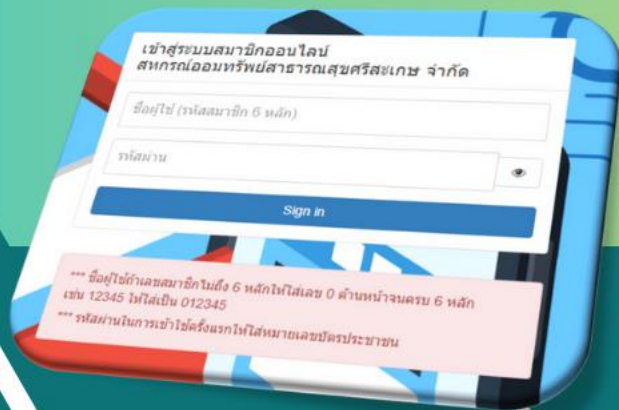 เข้าสู่ระบบสมาชิกออนไลน์
สหกรณ์ออมทรัพย์สาธารณสุขศรีสะเกษ จำกัด
ชื่อผู้ใช้ (รหัสสมาชิก 6 หลัก)
รหัสผ่าน
Sign in
*** ชื่อผู้ใช้ถ้าเลขสมาชิกไม่ถึง 6 หลักให้ใส่เลข 0 ด้านหน้าจนครบ 6 หลัก
เช่น 12345 ให้ใส่เป็น 012345
*** รหัสผ่านในการเข้าใช้ครั้งแรกให้ใส่หมายเลขบัตรประชาชน